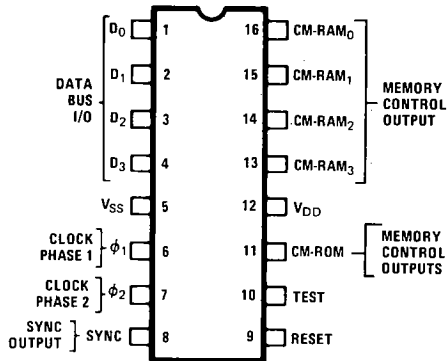 D0 1 16 CM-RAM0
D1 2 15 CM-RAM1
DATA
BUS
I/O
MEMORY
CONTROL
OUTPUT
D2 3 14 CM-RAM2
D3 4 13 CM-RAM3
VSS 5 12 VDD
CLOCK
PHASE 1
ϕ1 6 11 CM-ROM
MEMORY
CONTROL
OUTPUTS
CLOCK
PHASE 2
ϕ2 7 10 TEST
SYNC
OUTPUT
SYNC 8 9 RESET